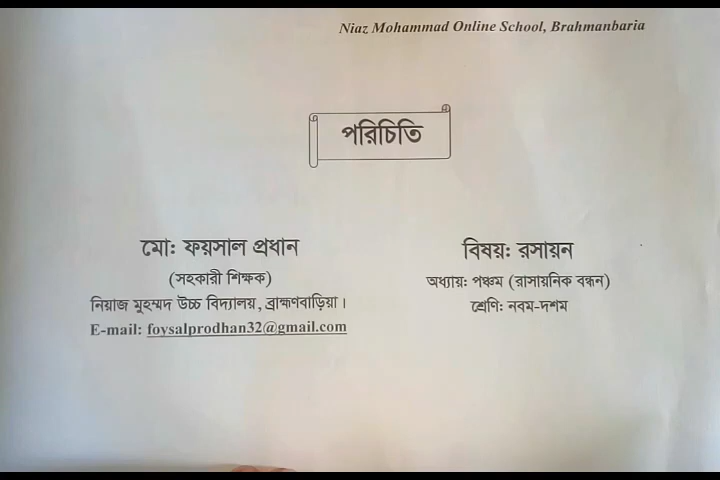 Niaz Mohammad Online School, Brahmanbaria
পরিচিতি
মোঃ ফয়সাল প্রধান
(সহকারী শিক্ষক)
নিয়াজ মুহম্মদ উচ্চ বিদ্যালয়, ব্রাহ্মণবাড়িয়া।
E-mail: foysalprodhan32@gmail.com
বিষয়ঃ রসায়ন
অধ্যায়ঃ পঞ্চম (রাসায়নিক বন্ধন)
শ্রেণিঃ নবম-দশম